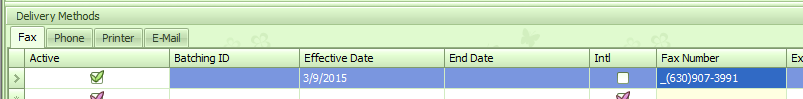 Delivery Methods
Fax Phone Printer E-Mail
Active Batching ID Effective Date End Date Intl Fax Number Ex
3/9/2015 _(630)907-3991